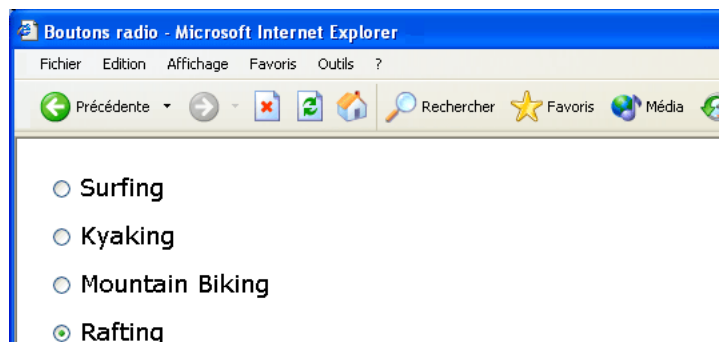 Boutons radio - Microsoft Internet Explorer
Fichier Edition Affichage Favoris Outils ?
Précédente Rechercher Favoris Média
Surfing
Kyaking
Mountain Biking
Rafting